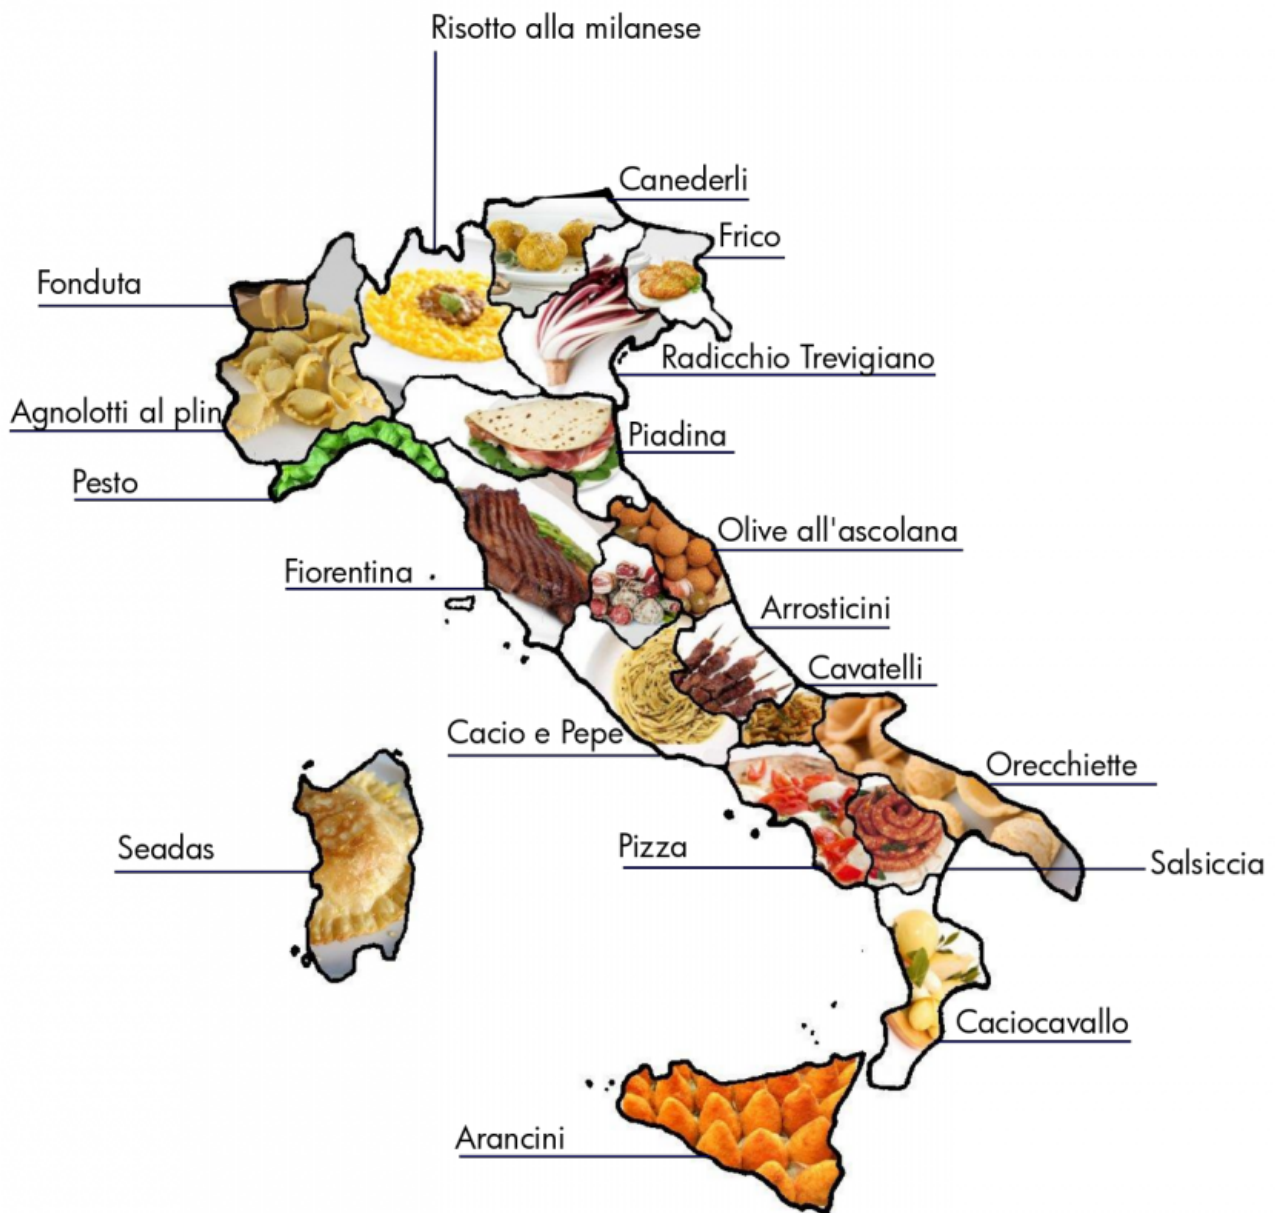 Risotto alla milanese
Canederli
Frico
Fonduta
Radicchio Trevigiano
Agnolotti al plin
Piadina
Pesto
Olive all'ascolana
Fiorentina
Arrosticini
Cavatelli
Cacio e Pepe
Orecchiette
Seadas
Pizza
Salsiccia
Caciocavallo
Arancini